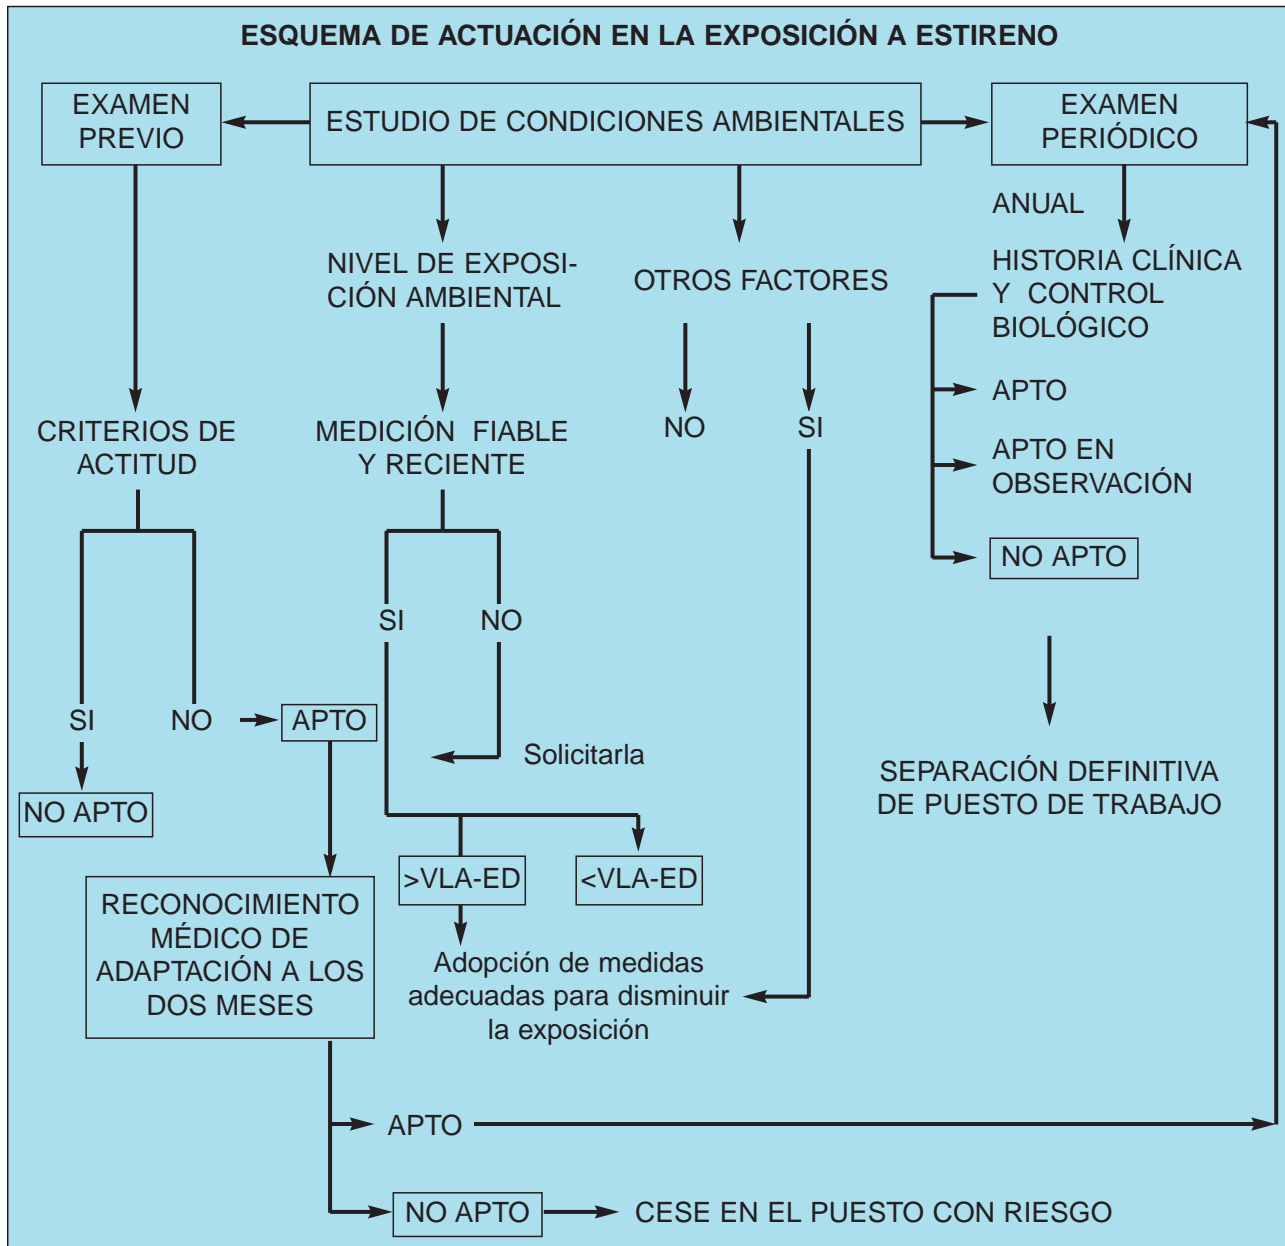 ESQUEMA DE ACTUACIÓN EN LA EXPOSICIÓN A ESTIRENO
EXAMEN
PREVIO
ESTUDIO DE CONDICIONES AMBIENTALES
EXAMEN
PERIÓDICO
ANUAL
NIVEL DE EXPOSI-
CIÓN AMBIENTAL
OTROS FACTORES
HISTORIA CLÍNICA
Y CONTROL
BIOLÓGICO
APTO
CRITERIOS DE
ACTITUD
MEDICIÓN FIABLE
Y RECIENTE
NO
SI
APTO EN
OBSERVACIÓN
NO APTO
SI
NO
SI
NO
APTO
Solicitarla
SEPARACIÓN DEFINITIVA
DE PUESTO DE TRABAJO
NO APTO
>VLA-ED
<VLA-ED
RECONOCIMIENTO
MÉDICO DE
ADAPTACIÓN A LOS
DOS MESES
Adopción de medidas
adecuadas para disminuir
la exposición
APTO
NO APTO
CESE EN EL PUESTO CON RIESGO